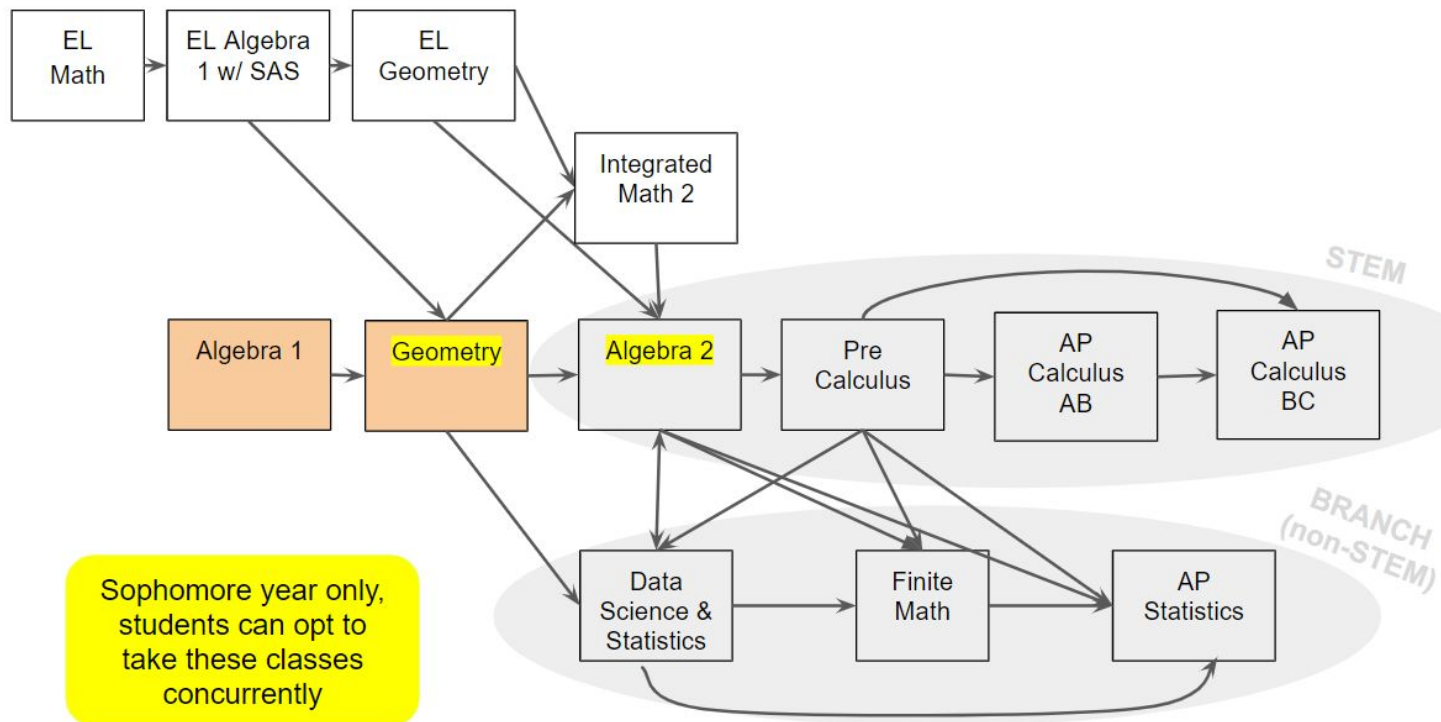 EL
Math
EL Algebra
1 w/ SAS
EL
Geometry
Integrated
Math 2
STEM
Algebra 1
Geometry
Algebra 2
Pre
Calculus
AP
Calculus
AB
AP
Calculus
BC
BRANCH
(non-STEM)
Sophomore year only,
students can opt to
take these classes
concurrently
Data
Science &
Statistics
Finite
Math
AP
Statistics